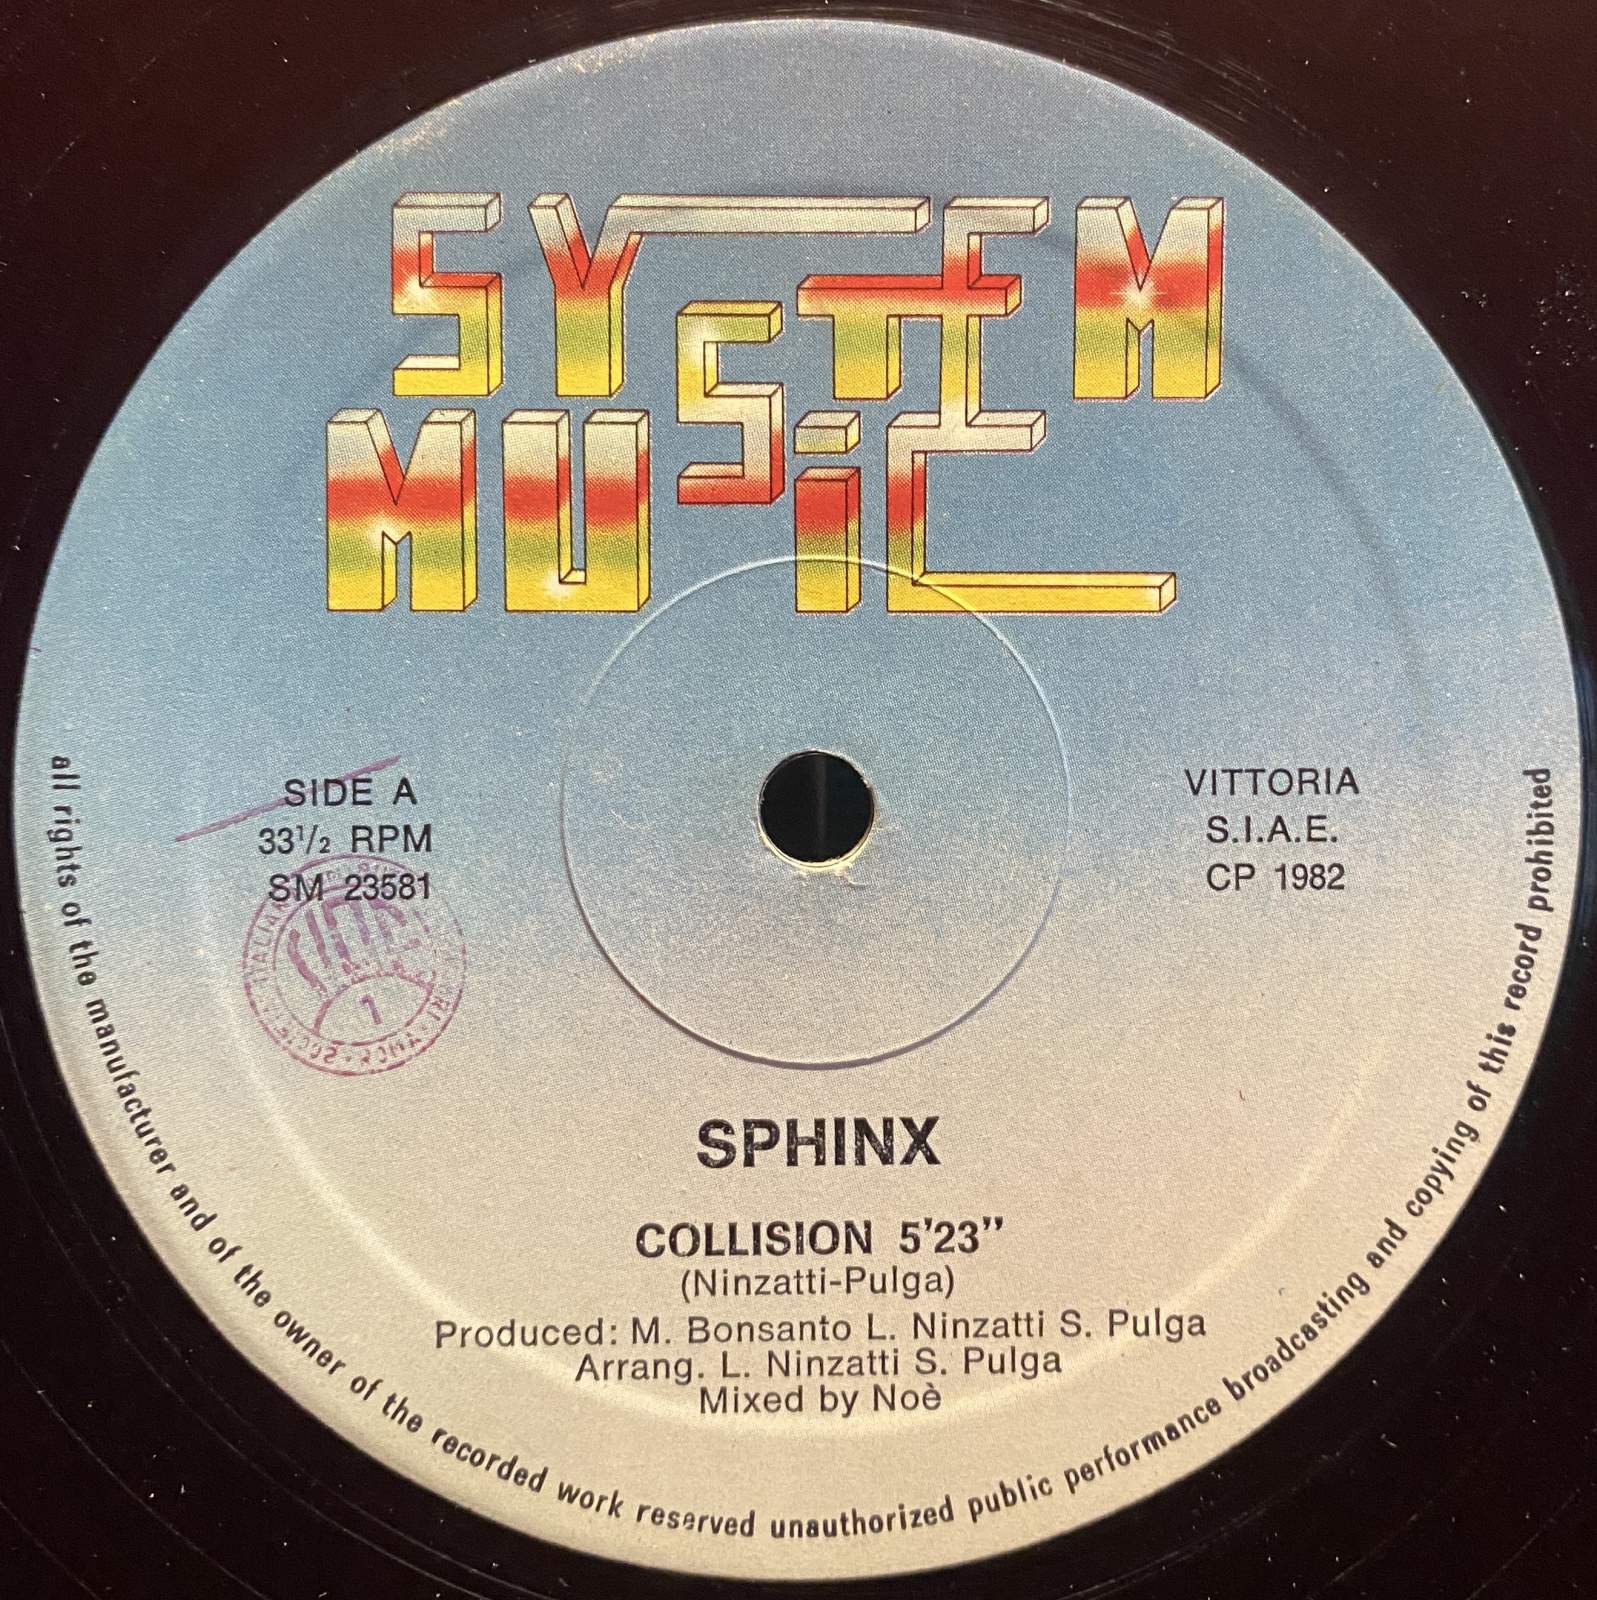 SYSTEM
MUSiC
SIDE A
33½ RPM
SM 23581
VITTORIA
S.I.A.E.
CP 1982
SPHINX
COLLISION 5'23”
(Ninzatti-Pulga)
Produced: M. Bonsanto L. Ninzatti S. Pulga
Arrang. L. Ninzatti S. Pulga
Mixed by Noè
all rights of the manufacturer and of the owner of the recorded work reserved unauthorized public performance broadcasting and copying of this record prohibited
ROMA
1